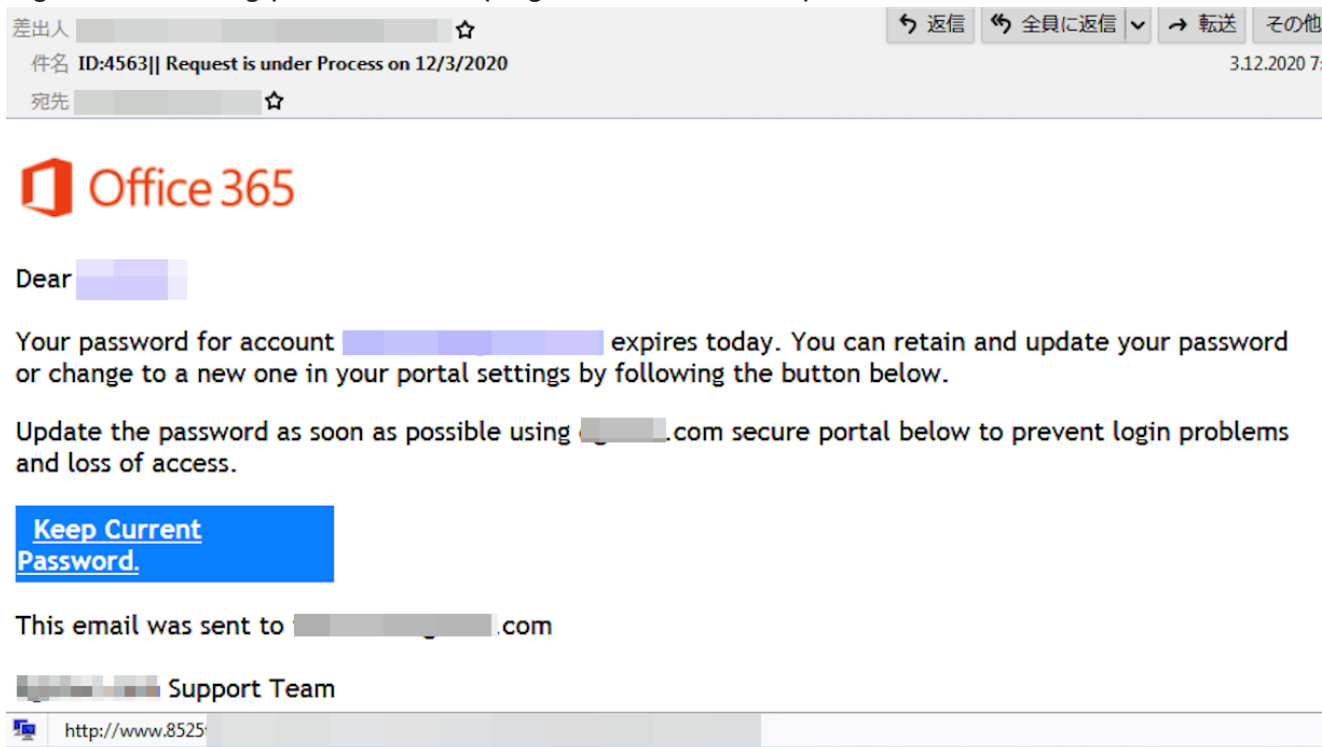 差出人
返信 全員に返信 転送 その他
件名 ID:4563|| Request is under Process on 12/3/2020
3.12.2020 7:
宛先
Office 365
Dear
Your password for account expires today. You can retain and update your password
or change to a new one in your portal settings by following the button below.
Update the password as soon as possible using .com secure portal below to prevent login problems
and loss of access.
Keep Current
Password.
This email was sent to .com
Support Team
http://www.8525